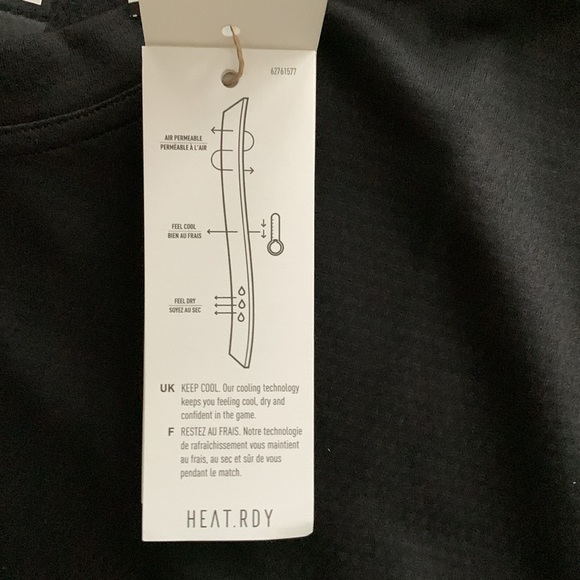 62761577
AIR PERMEABLE
PERMÉABLE À L'AIR
FEEL COOL
BIEN AU FRAIS
FEEL DRY
SOYEZ AU SEC
UK KEEP COOL. Our cooling technology
keeps you feeling cool, dry and
confident in the game.
F RESTEZ AU FRAIS. Notre technologie
de rafraîchissement vous maintient
au frais, au sec et sûr de vous
pendant le match.
HEAT.RDY